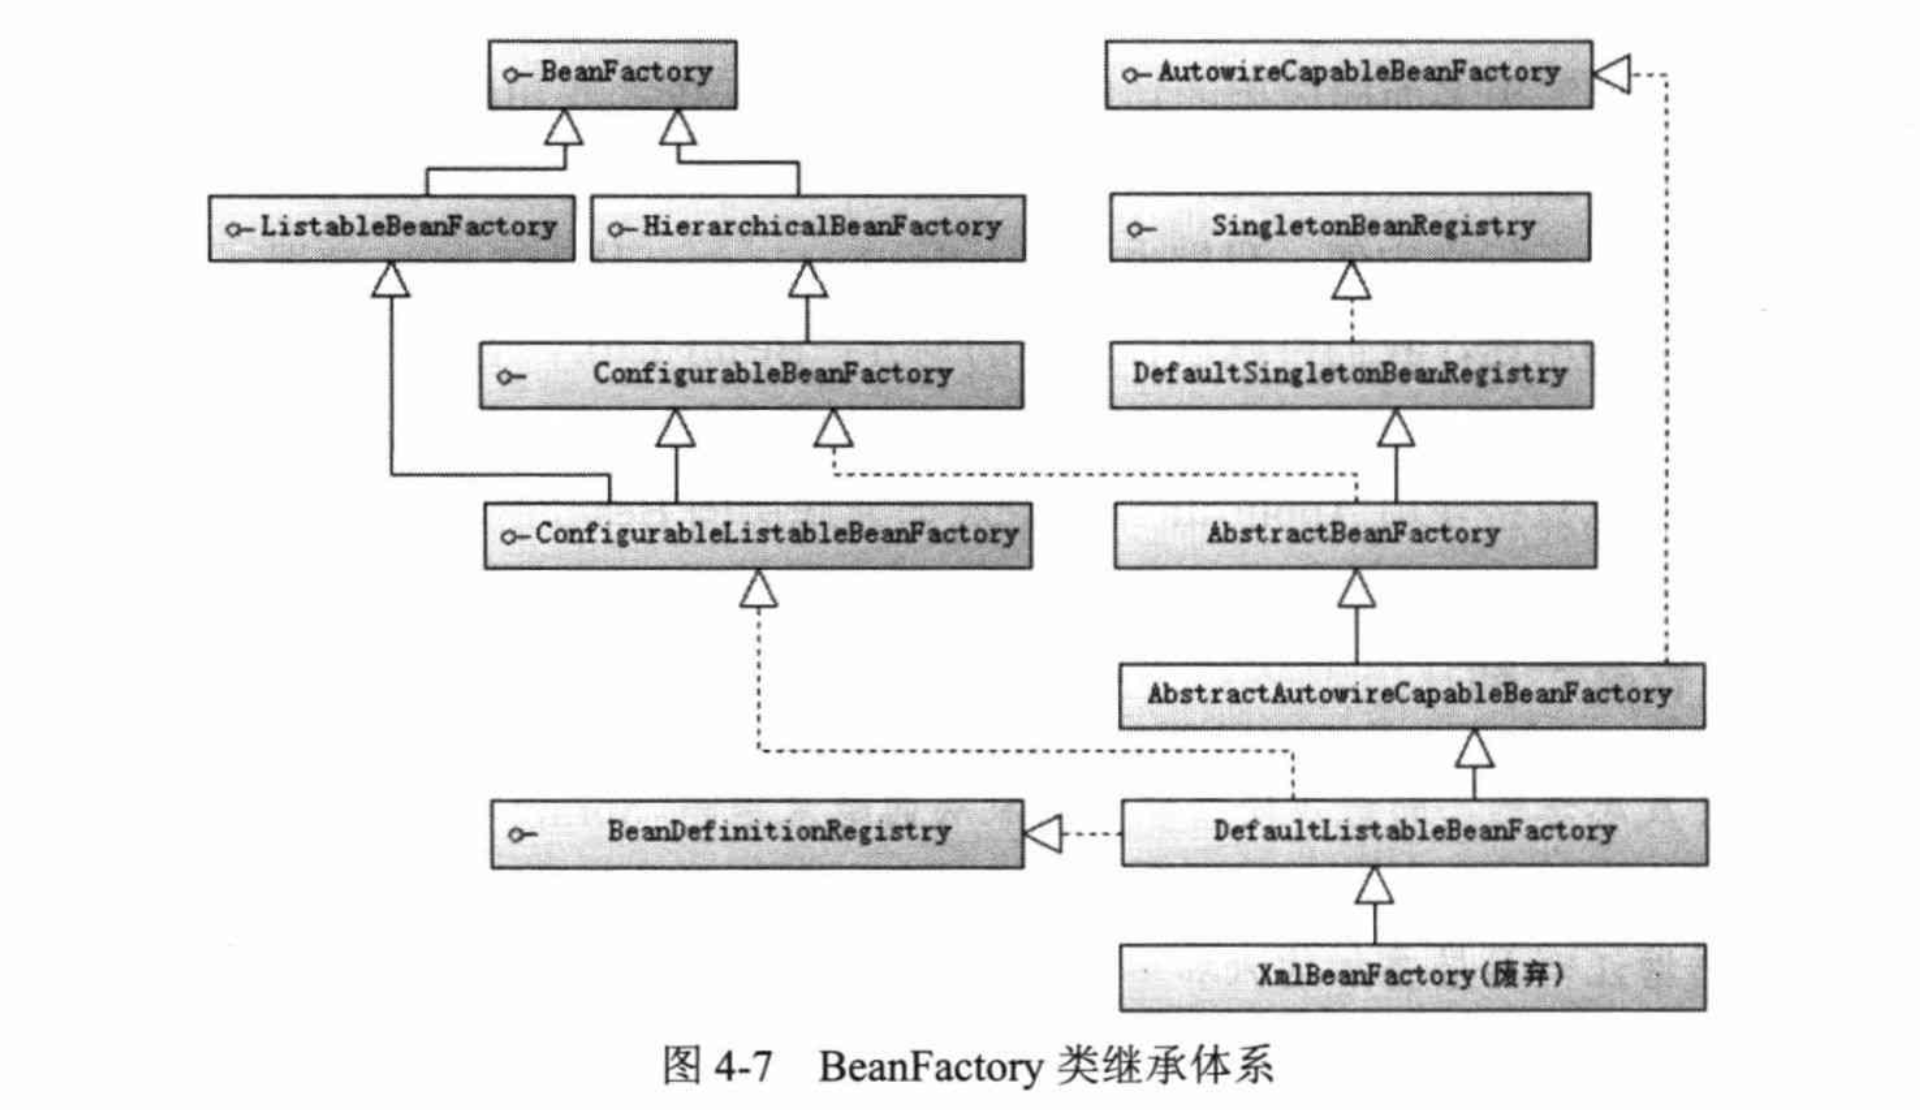 BeanFactory
AutowireCapableBeanFactory
ListableBeanFactory
HierarchicalBeanFactory
SingletonBeanRegistry
ConfigurableBeanFactory
DefaultSingletonBeanRegistry
ConfigurableListableBeanFactory
AbstractBeanFactory
AbstractAutowireCapableBeanFactory
BeanDefinitionRegistry
DefaultListableBeanFactory
XmlBeanFactory(废弃)
图 4-7 BeanFactory 类继承体系